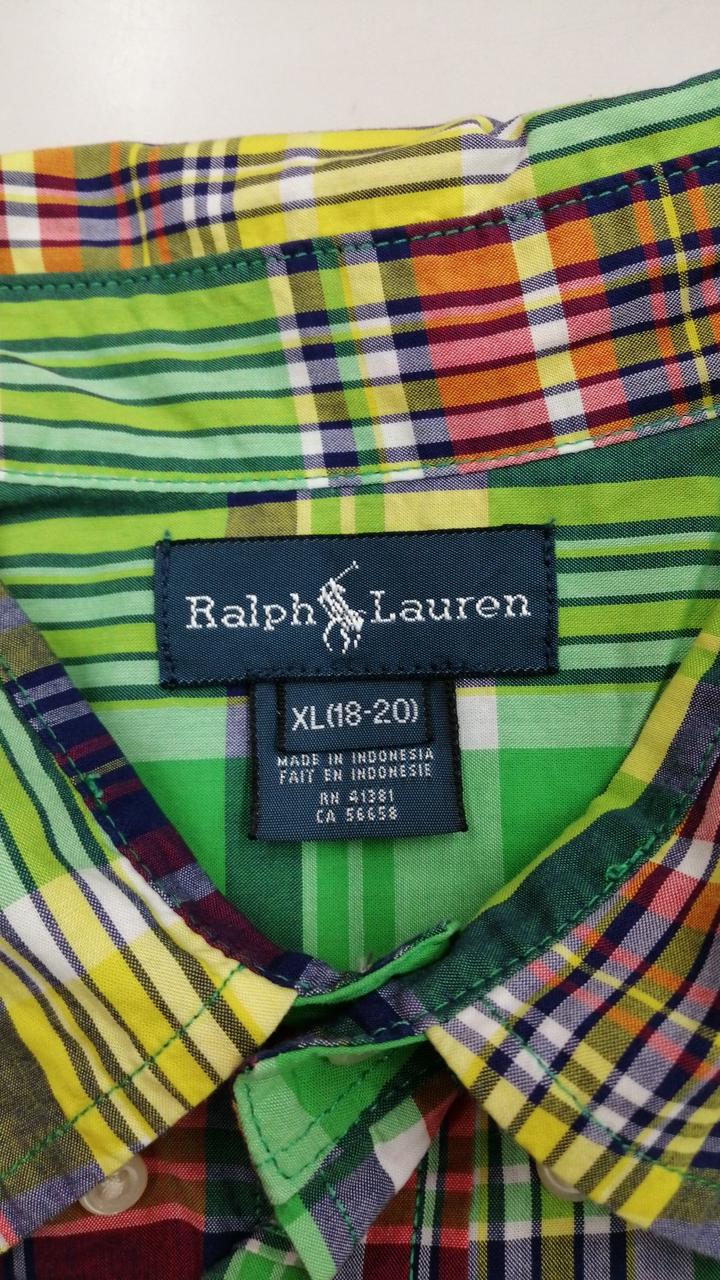 Ralph Lauren
XL(18-20)
MADE IN INDONESIA
FAIT EN INDONESIE
RN 41381
CA 56658